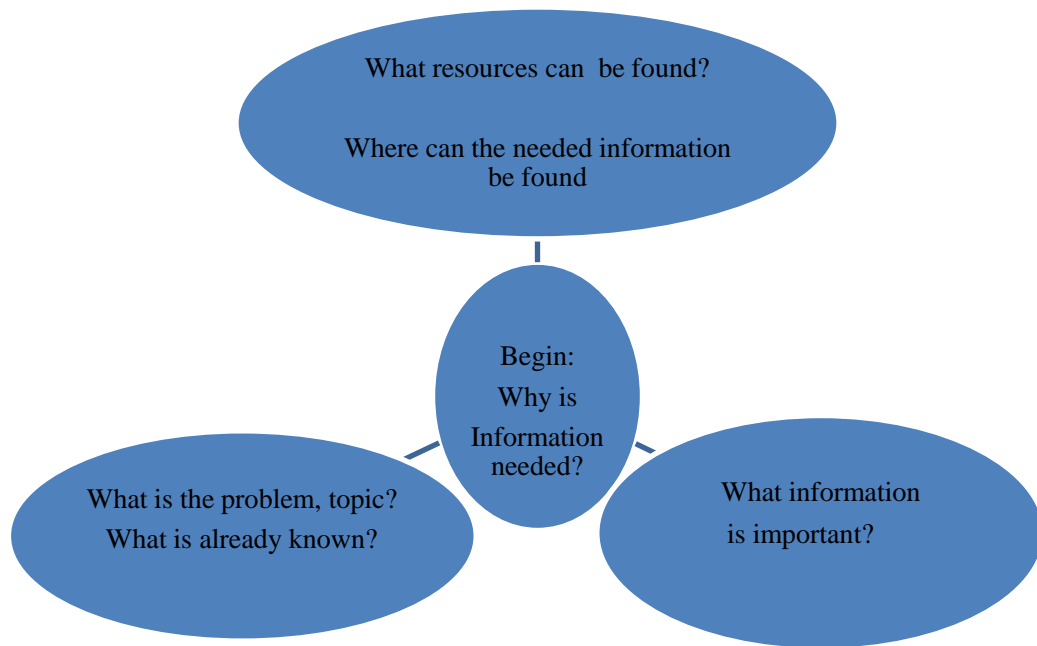 What resources can be found?
Where can the needed information
be found
Begin:
Why is
Information
needed?
What is the problem, topic?
What is already known?
What information
is important?